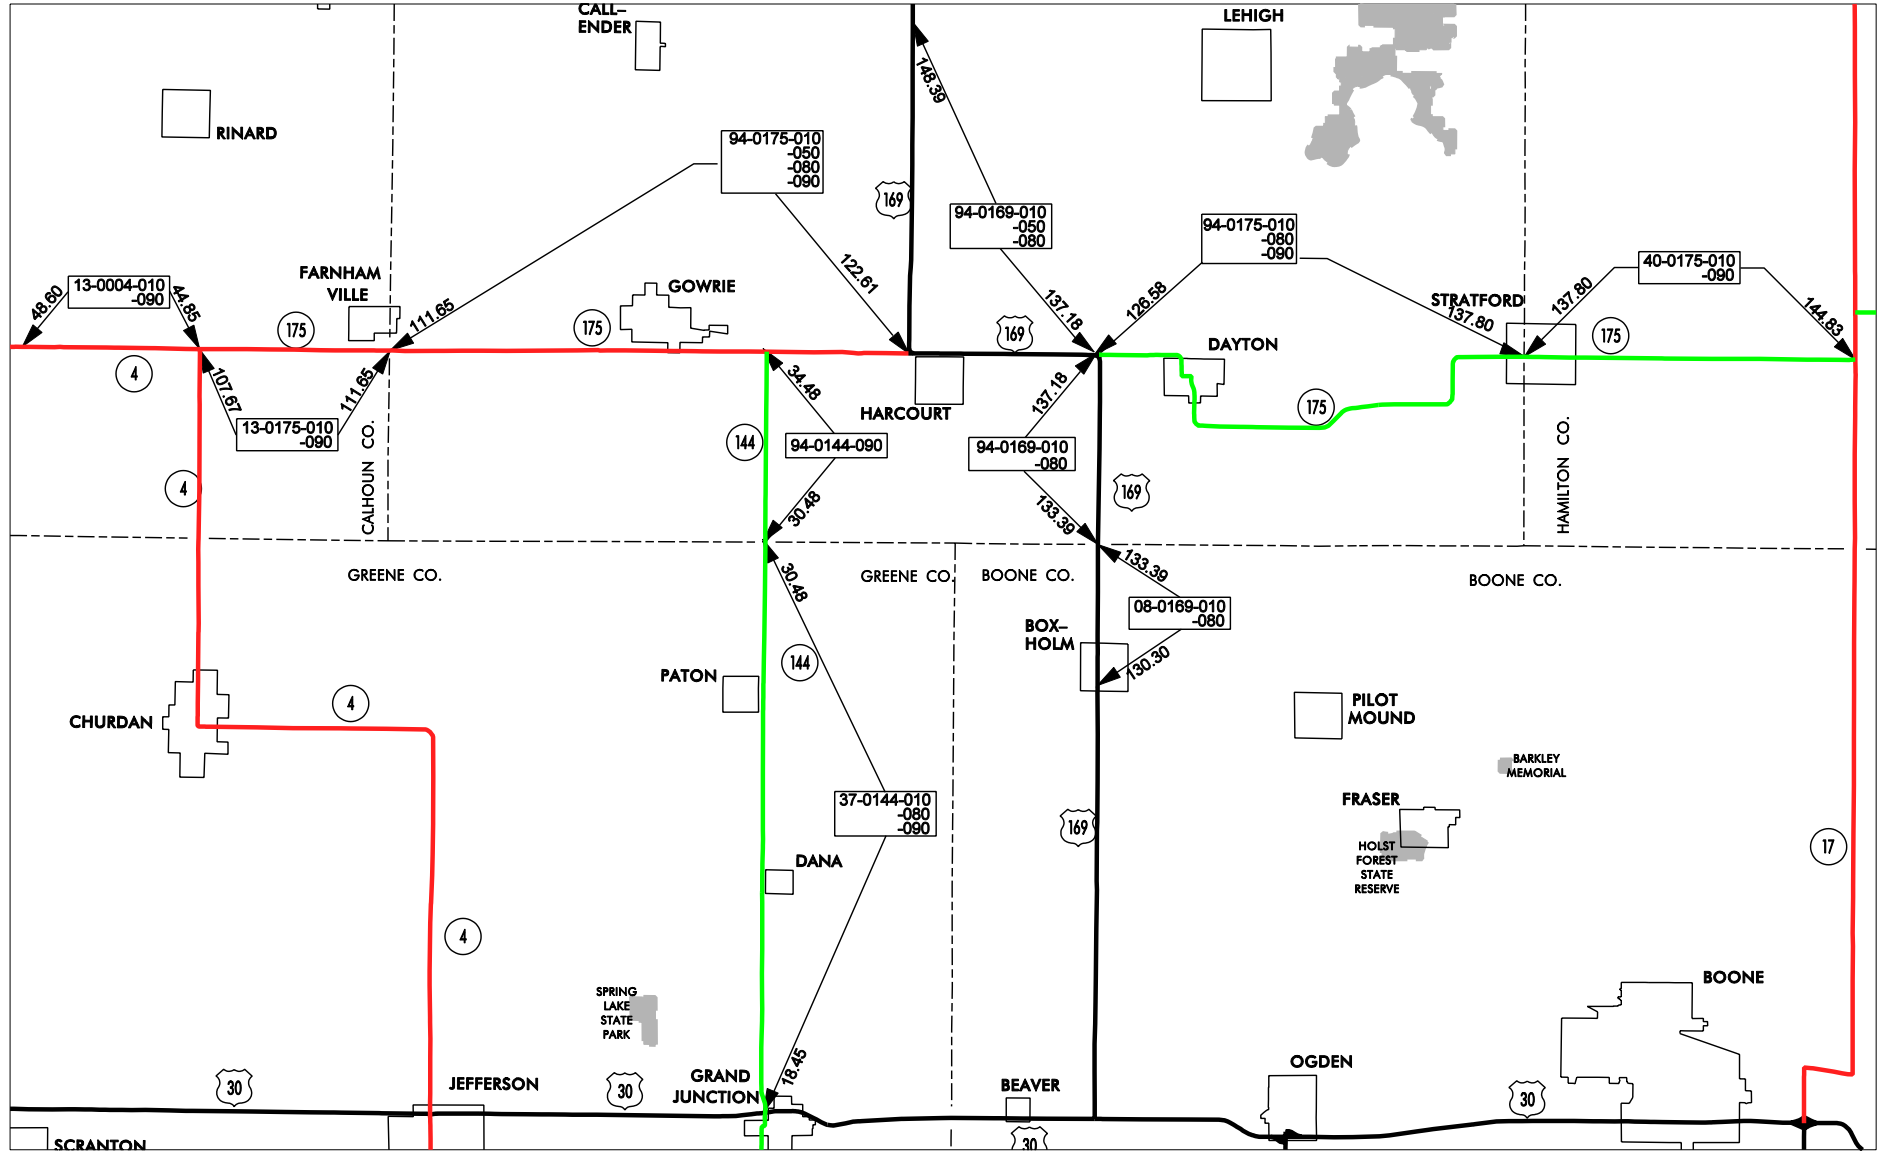 CALL–
ENDER
LEHIGH
RINARD
148.39
94-0175-010
-050
-080
-090
169
94-0169-010
-050
-080
94-0175-010
-080
-090
122.61
137.18
126.58
40-0175-010
-090
13-0004-010
-090
48.60
44.85
FARNHAM
VILLE
GOWRIE
111.65
STRATFORD
137.80
137.80
144.83
175
175
169
175
DAYTON
4
107.67
111.65
34.48
137.18
HARCOURT
175
13-0175-010
-090
CALHOUN CO.
144
94-0144-090
94-0169-010
-080
HAMILTON CO.
4
169
30.48
133.39
GREENE CO.
30.48
GREENE CO.
BOONE CO.
133.39
BOONE CO.
08-0169-010
-080
BOX–
HOLM
130.30
144
PATON
4
CHURDAN
PILOT
MOUND
BARKLEY
MEMORIAL
37-0144-010
-080
-090
FRASER
169
17
HOLST
FOREST
STATE
RESERVE
DANA
4
BOONE
SPRING
LAKE
STATE
PARK
18.45
OGDEN
30
JEFFERSON
30
GRAND
JUNCTION
BEAVER
30
30
SCRANTON